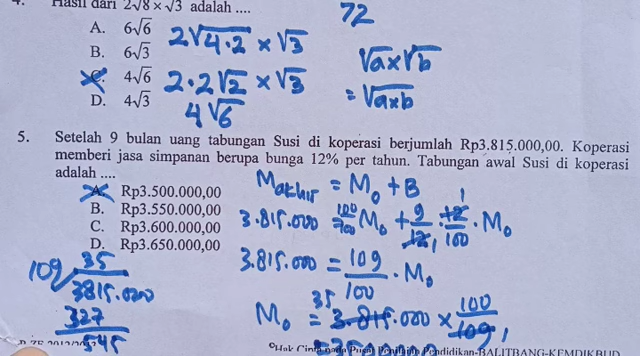 Hasil dari 2√8 × √3 adalah ....
72
A. 6√6
2√4·2 × √3
B. 6√3
√a×√b
C. 4√6
2·2√2 × √3
= √a×b
D. 4√3
4√6
5. Setelah 9 bulan uang tabungan Susi di koperasi berjumlah Rp3.815.000,00. Koperasi
memberi jasa simpanan berupa bunga 12% per tahun. Tabungan awal Susi di koperasi
adalah ....
Makhir = M₀ + B
A. Rp3.500.000,00
B. Rp3.550.000,00
3.815.000 = 100/100 M₀ + 9/12 · 12/100 · M₀
1
1
C. Rp3.600.000,00
D. Rp3.650.000,00
3.815.000 = 109/100 · M₀
35
109 3815.000
327
545
35
M₀ = 3.815.000 × 100/109
1
©Hak Cipta pada Pusat Penilaian Pendidikan-BALITBANG-KEMDIKBUD